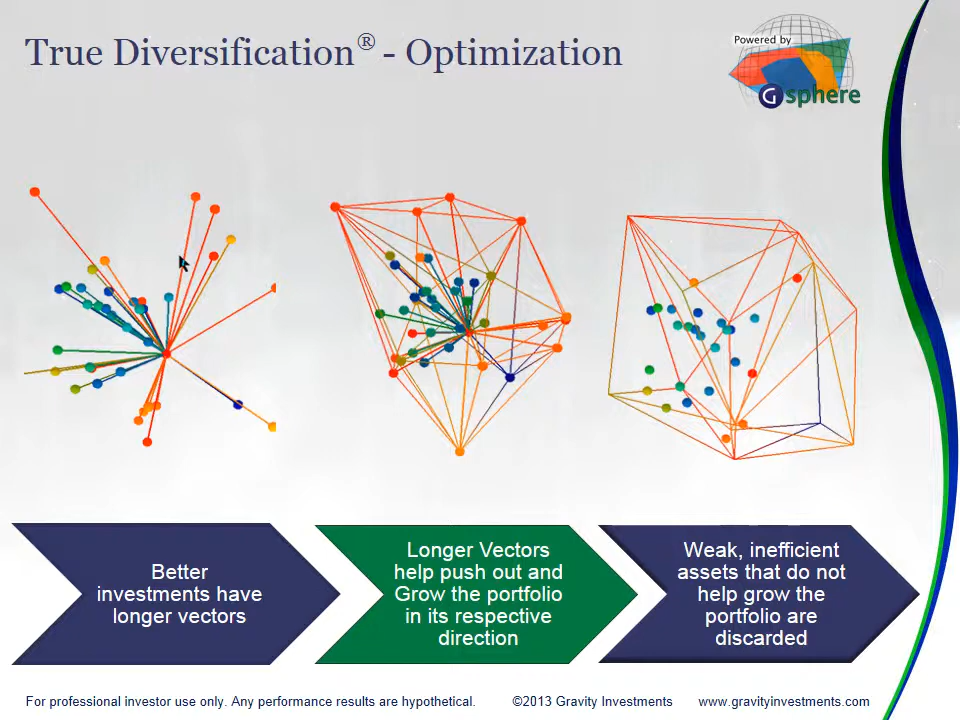 True Diversification® - Optimization
Powered by
G sphere
Better
investments have
longer vectors
Longer Vectors
help push out and
Grow the portfolio
in its respective
direction
Weak, inefficient
assets that do not
help grow the
portfolio are
discarded
For professional investor use only. Any performance results are hypothetical. ©2013 Gravity Investments www.gravityinvestments.com